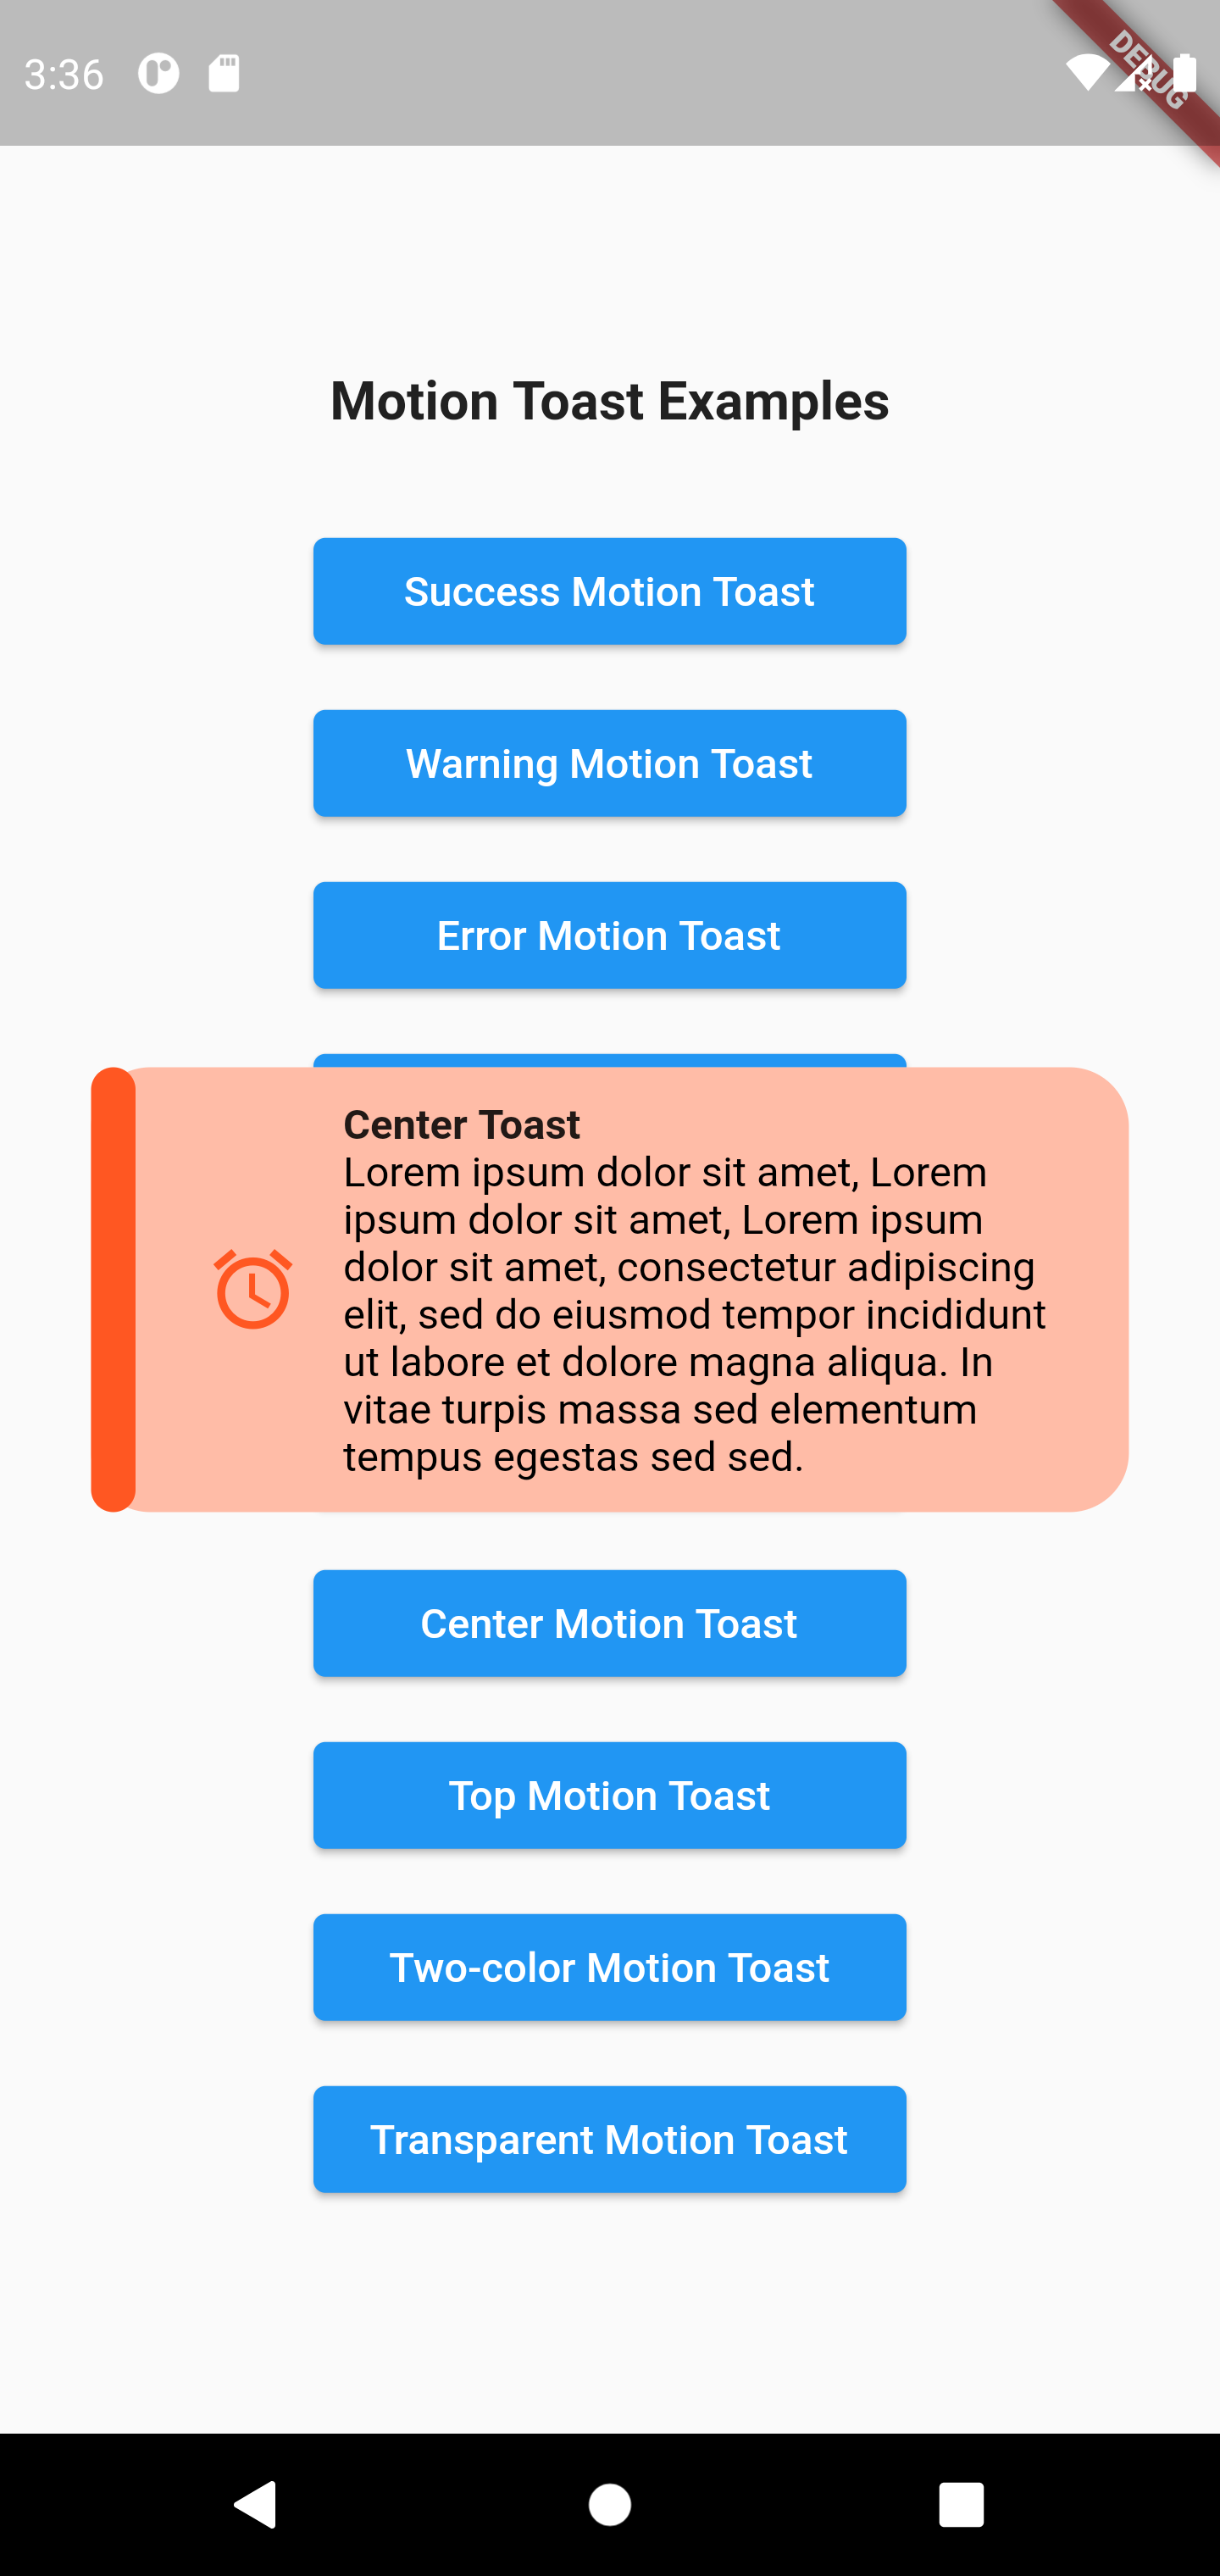 3:36
DEBUG
Motion Toast Examples
Success Motion Toast
Warning Motion Toast
Error Motion Toast
Center Toast
Lorem ipsum dolor sit amet, Lorem
ipsum dolor sit amet, Lorem ipsum
dolor sit amet, consectetur adipiscing
elit, sed do eiusmod tempor incididunt
ut labore et dolore magna aliqua. In
vitae turpis massa sed elementum
tempus egestas sed sed.
Center Motion Toast
Top Motion Toast
Two-color Motion Toast
Transparent Motion Toast